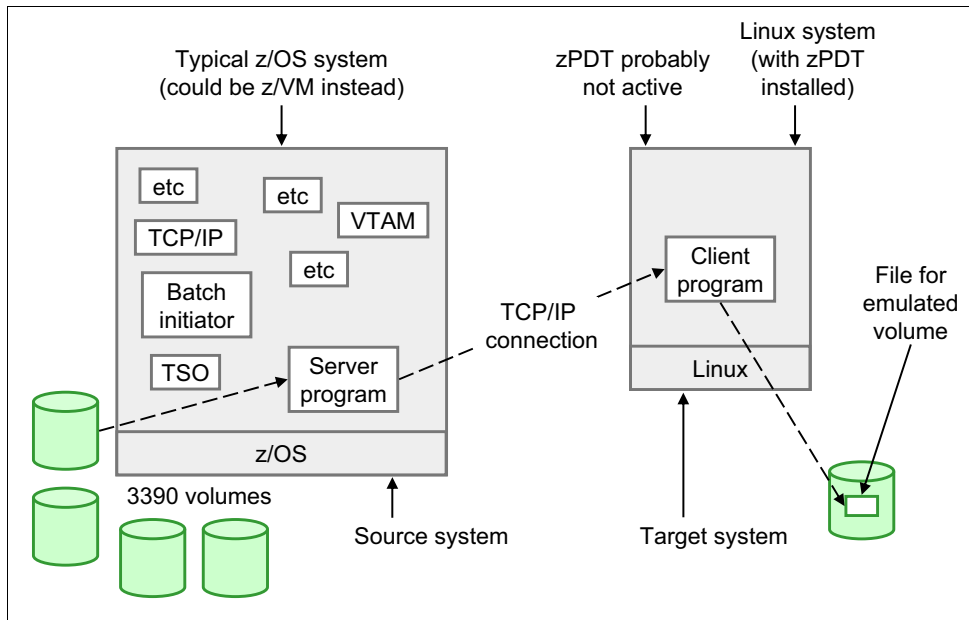 Typical z/OS system
(could be z/VM instead)
zPDT probably
not active
Linux system
(with zPDT
installed)
etc
etc
TCP/IP
VTAM
etc
Batch
initiator
TSO
Server
program
z/OS
3390 volumes
Source system
TCP/IP
connection
Client
program
Linux
Target system
File for
emulated
volume